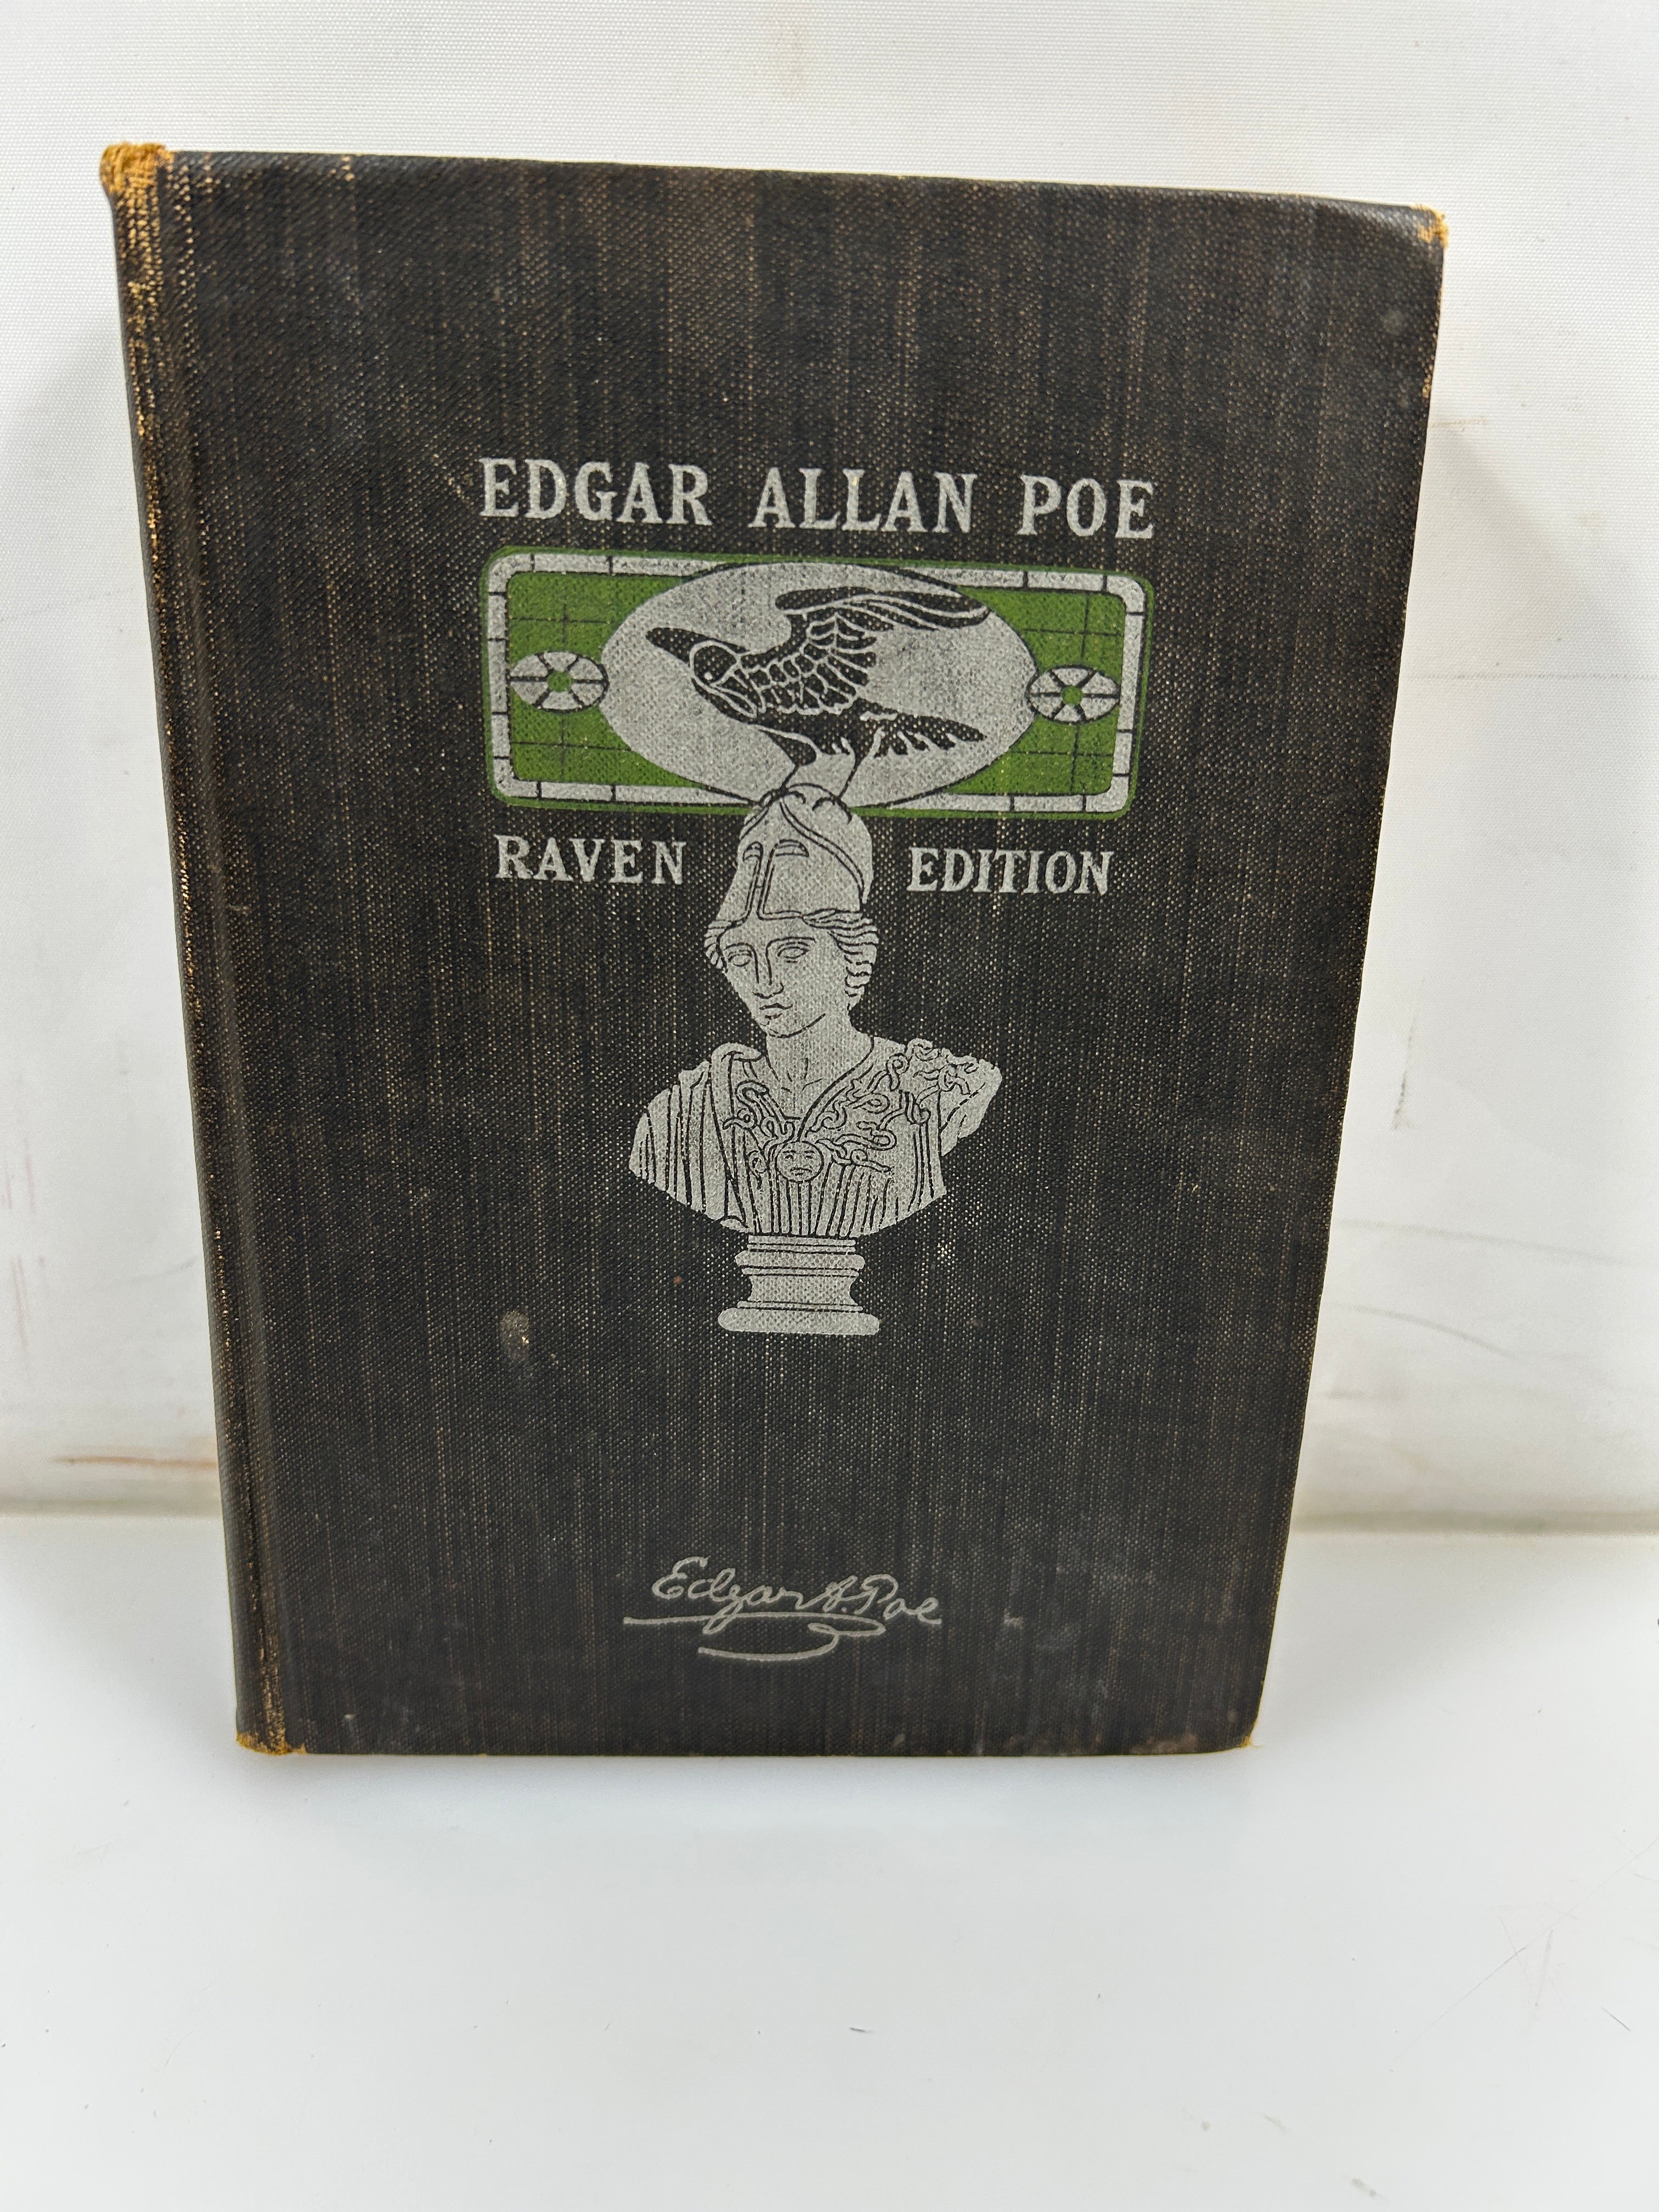 EDGAR ALLAN POE
RAVEN EDITION
Edgar A. Poe